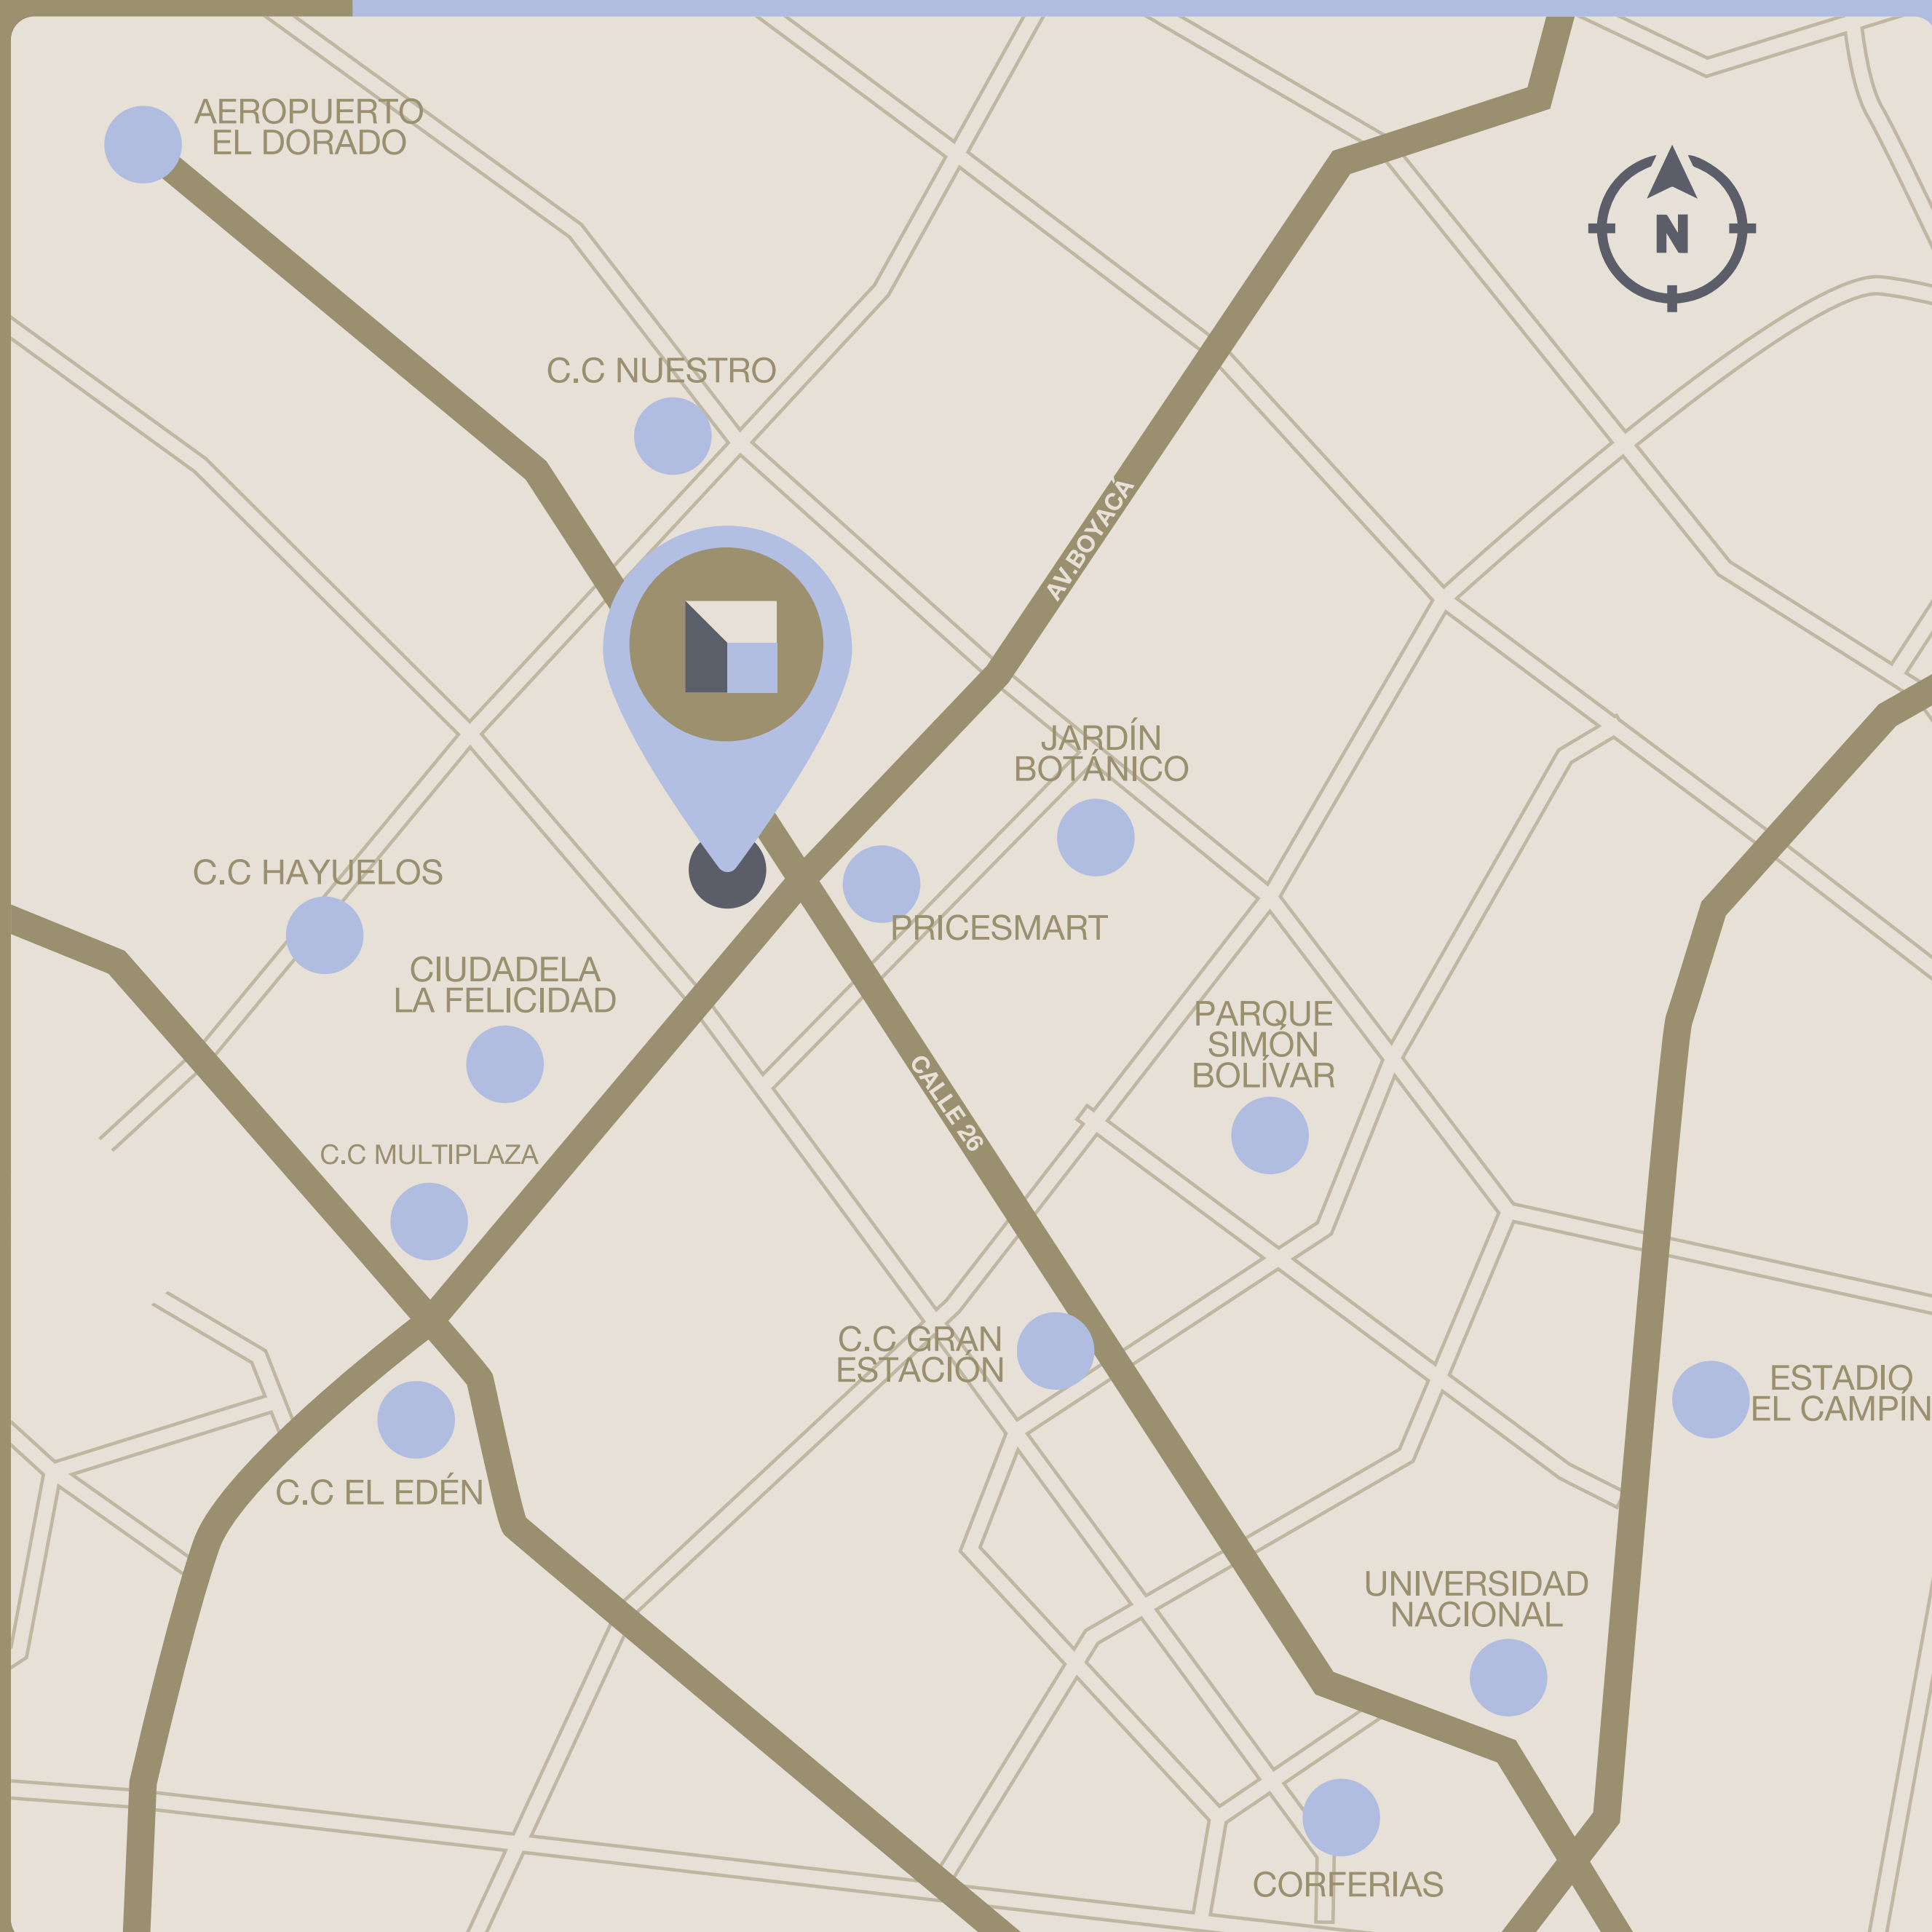 AEROPUERTO
EL DORADO
N
C.C NUESTRO
AV.BOYACÁ
JARDÍN
BOTÁNICO
C.C HAYUELOS
PRICESMART
CIUDADELA
LA FELICIDAD
PARQUE
SIMÓN
BOLÍVAR
CALLE 26
C.C MULTIPLAZA
C.C GRAN
ESTACIÓN
ESTADIO
EL CAMPÍN
C.C EL EDÉN
UNIVERSIDAD
NACIONAL
CORFERIAS